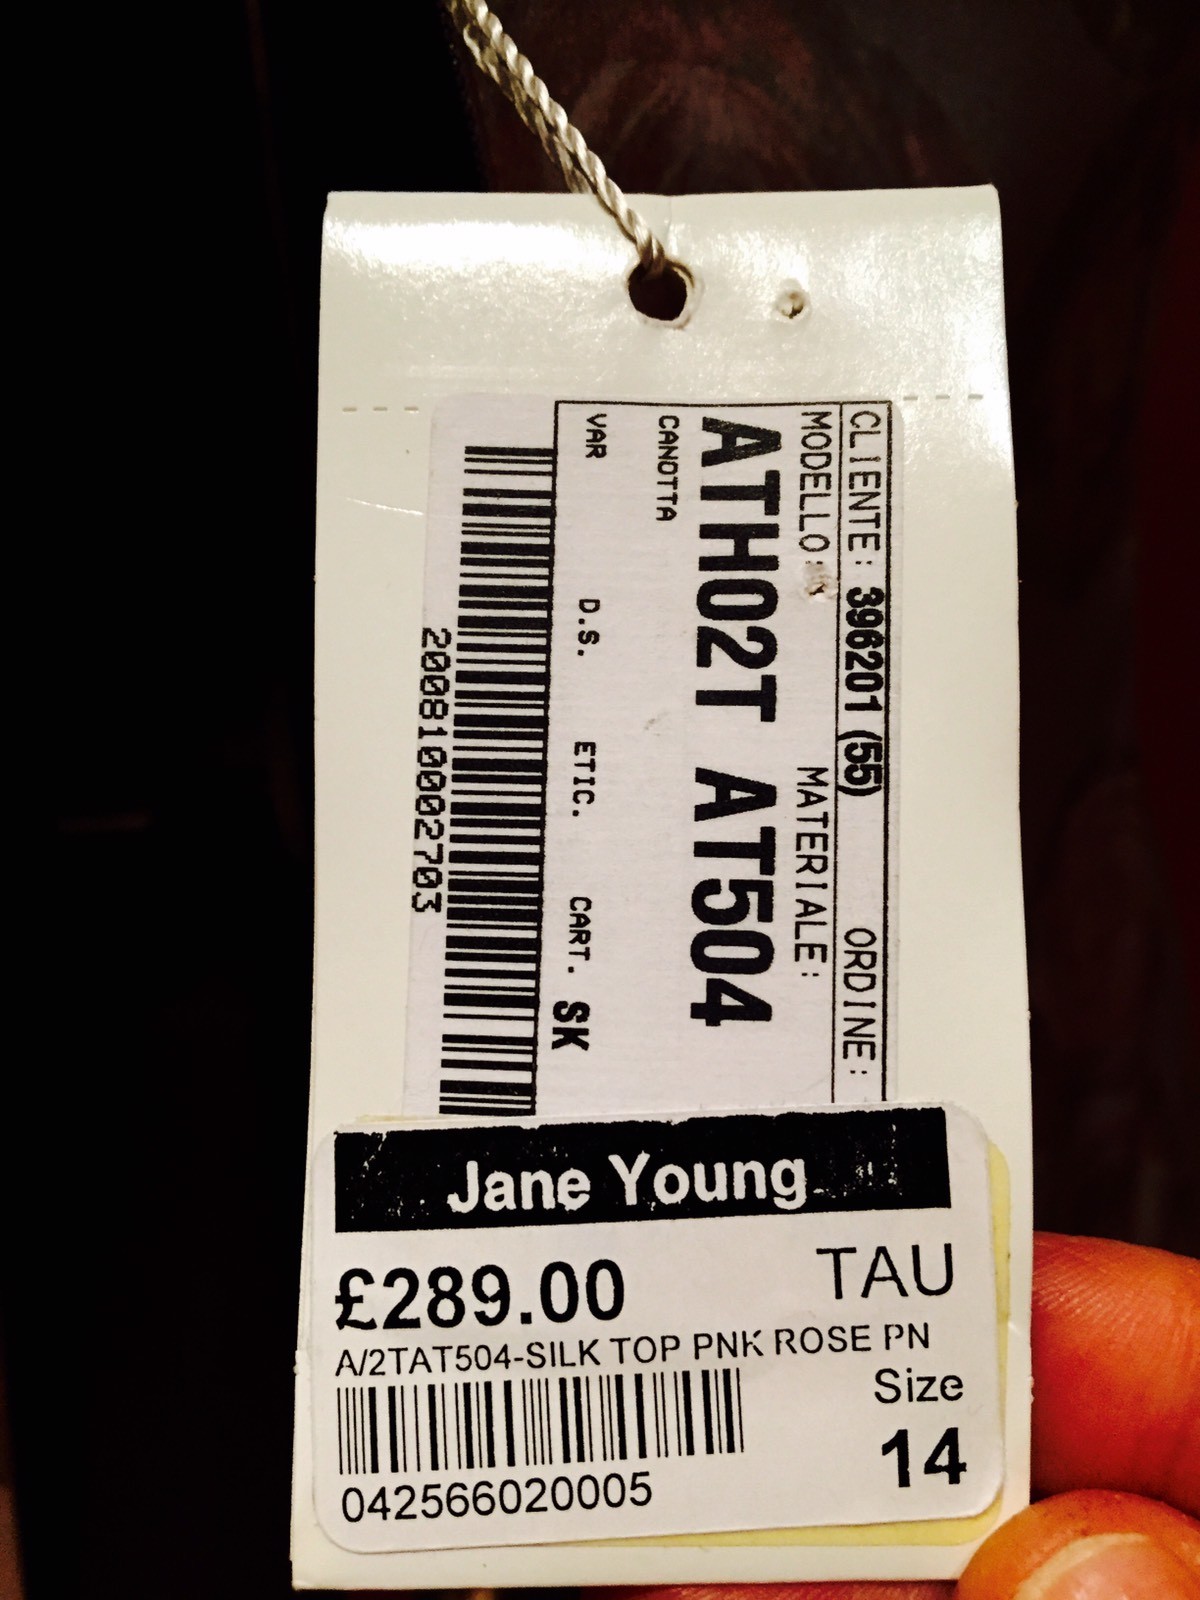 CLIENTE: 396201 (55) ORDINE:
MODELLO: MATERIALE:
ATH02T AT504
CANOTTA
VAR D.S. ETIC. CART. SK
2008100002703
Jane Young
£289.00 TAU
A/2TAT504-SILK TOP PNK ROSE PN
Size
14
042566020005